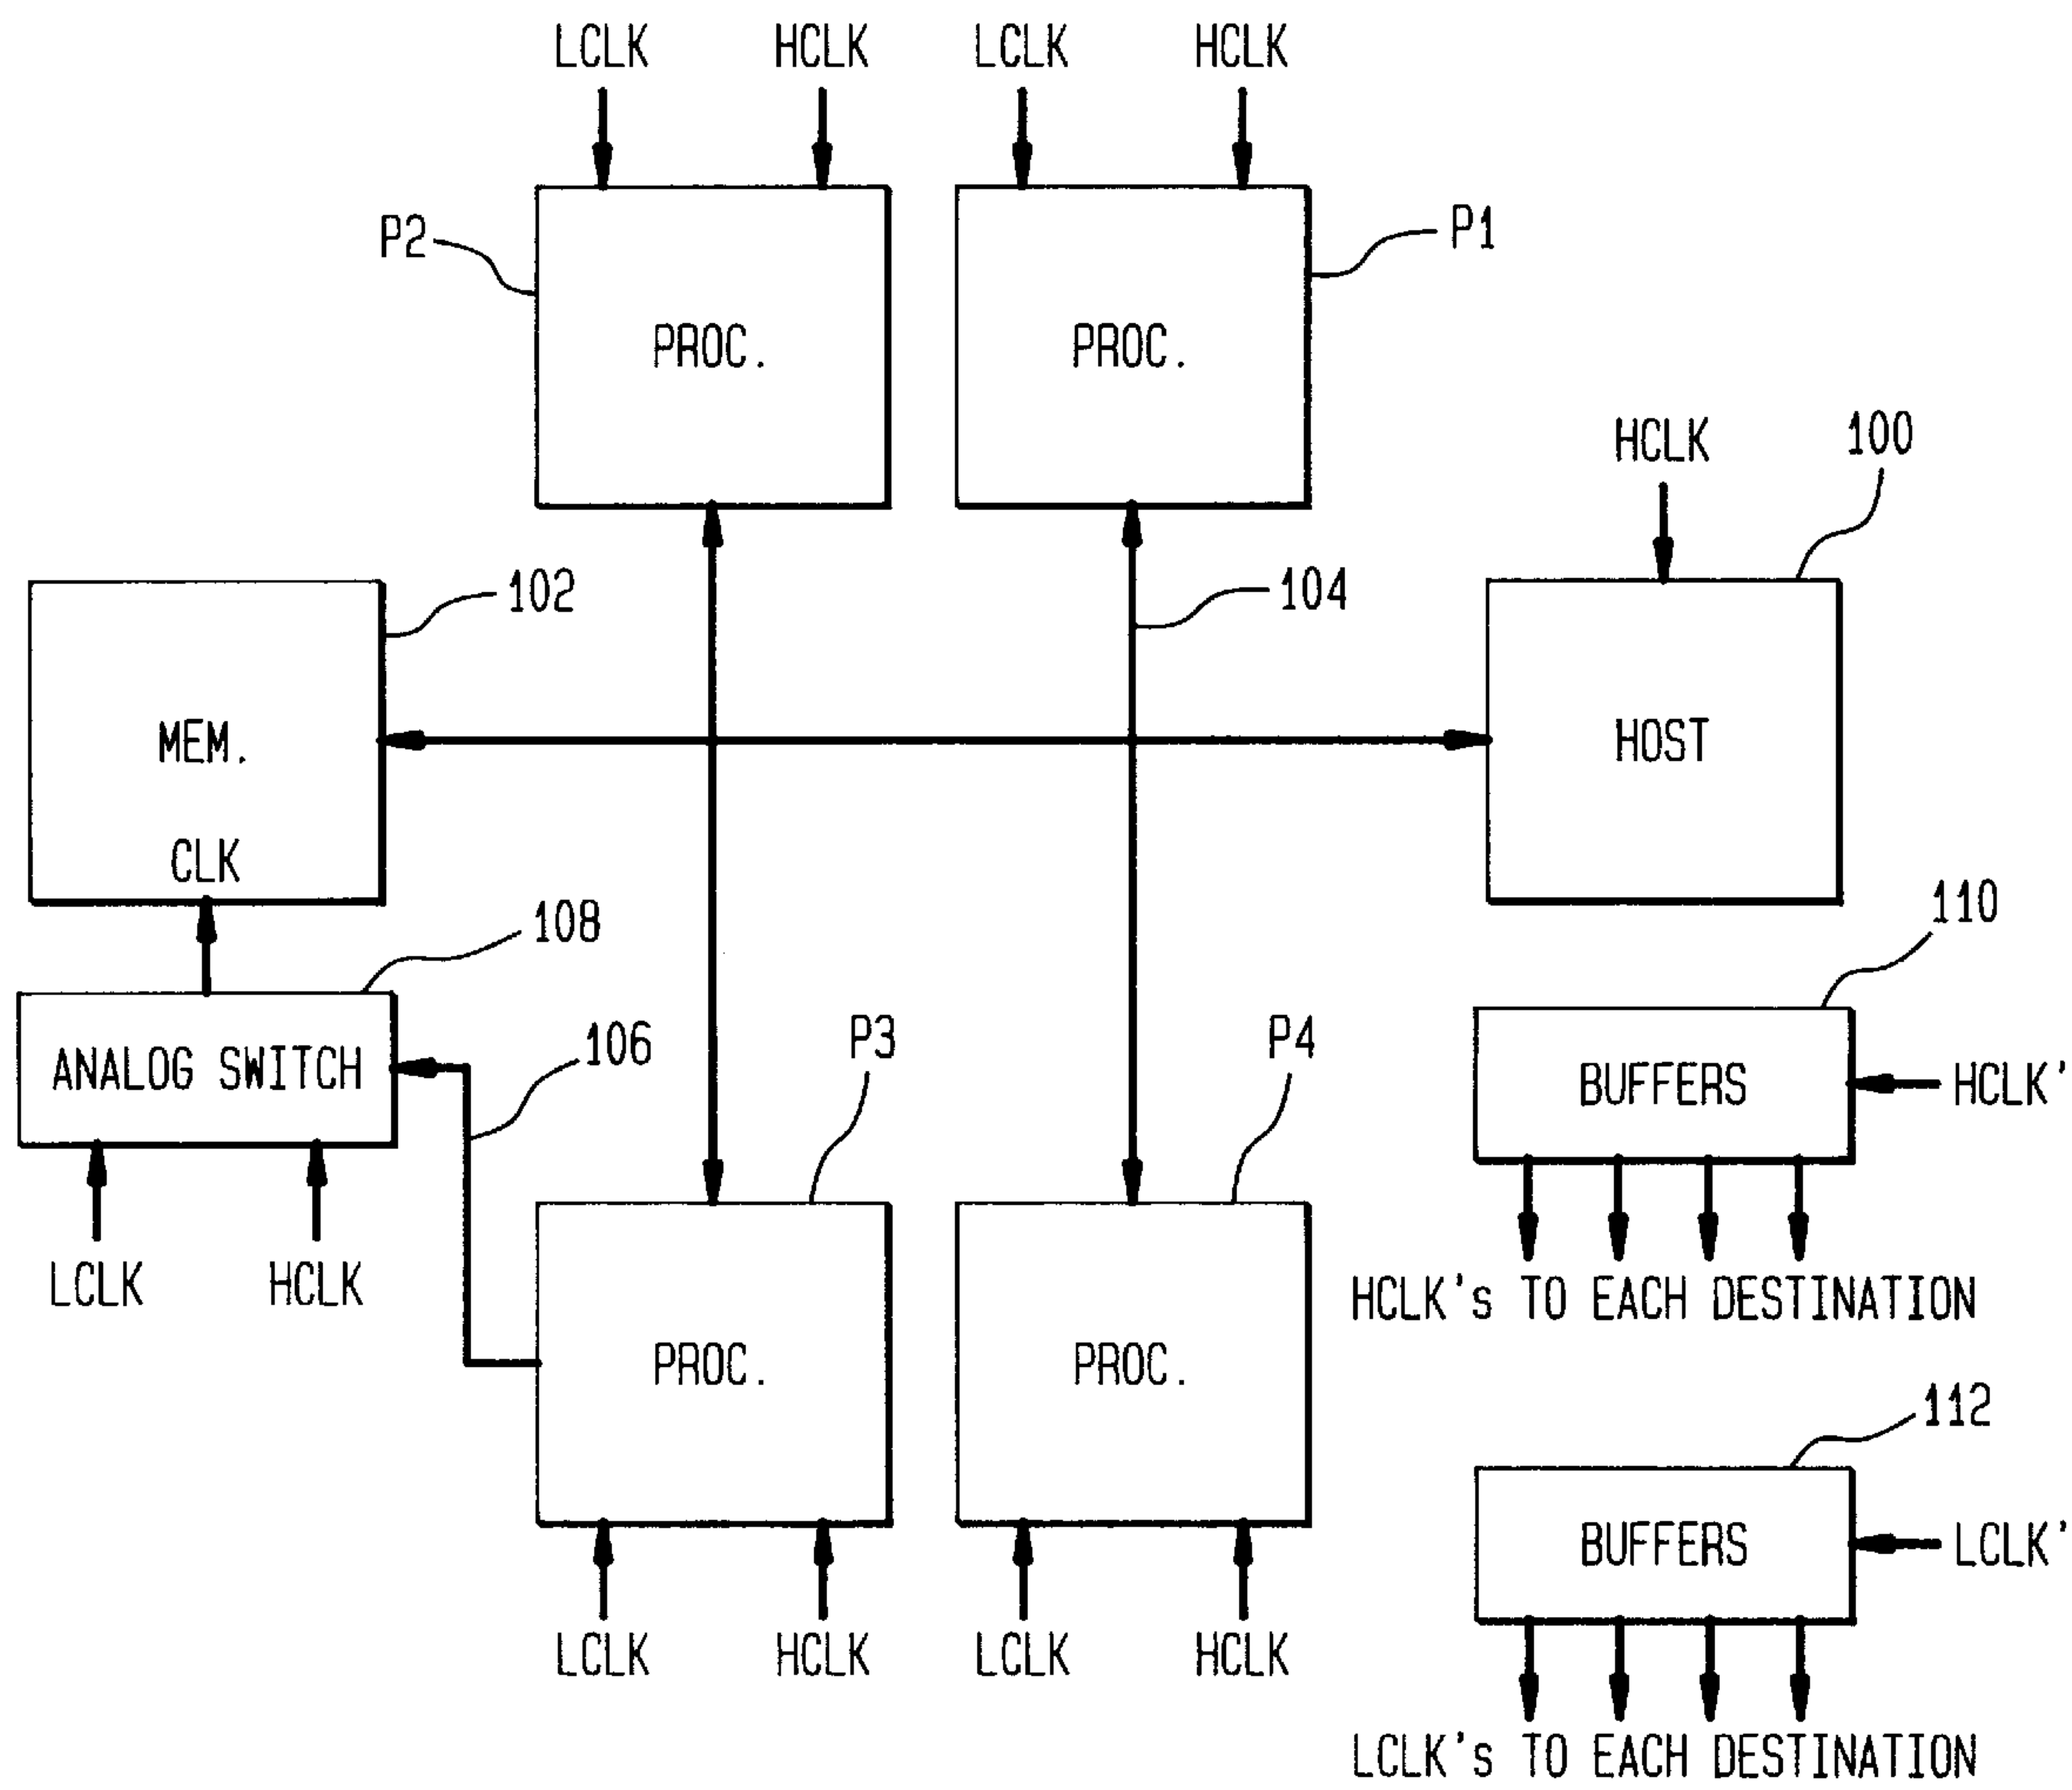 LCLK
HCLK
LCLK
HCLK
P2
P1
PROC.
PROC.
HCLK
100
102
104
MEM.
HOST
CLK
108
110
P3
P4
106
ANALOG SWITCH
BUFFERS
HCLK'
LCLK
HCLK
HCLK's TO EACH DESTINATION
PROC.
PROC.
112
BUFFERS
LCLK'
LCLK
HCLK
LCLK
HCLK
LCLK's TO EACH DESTINATION